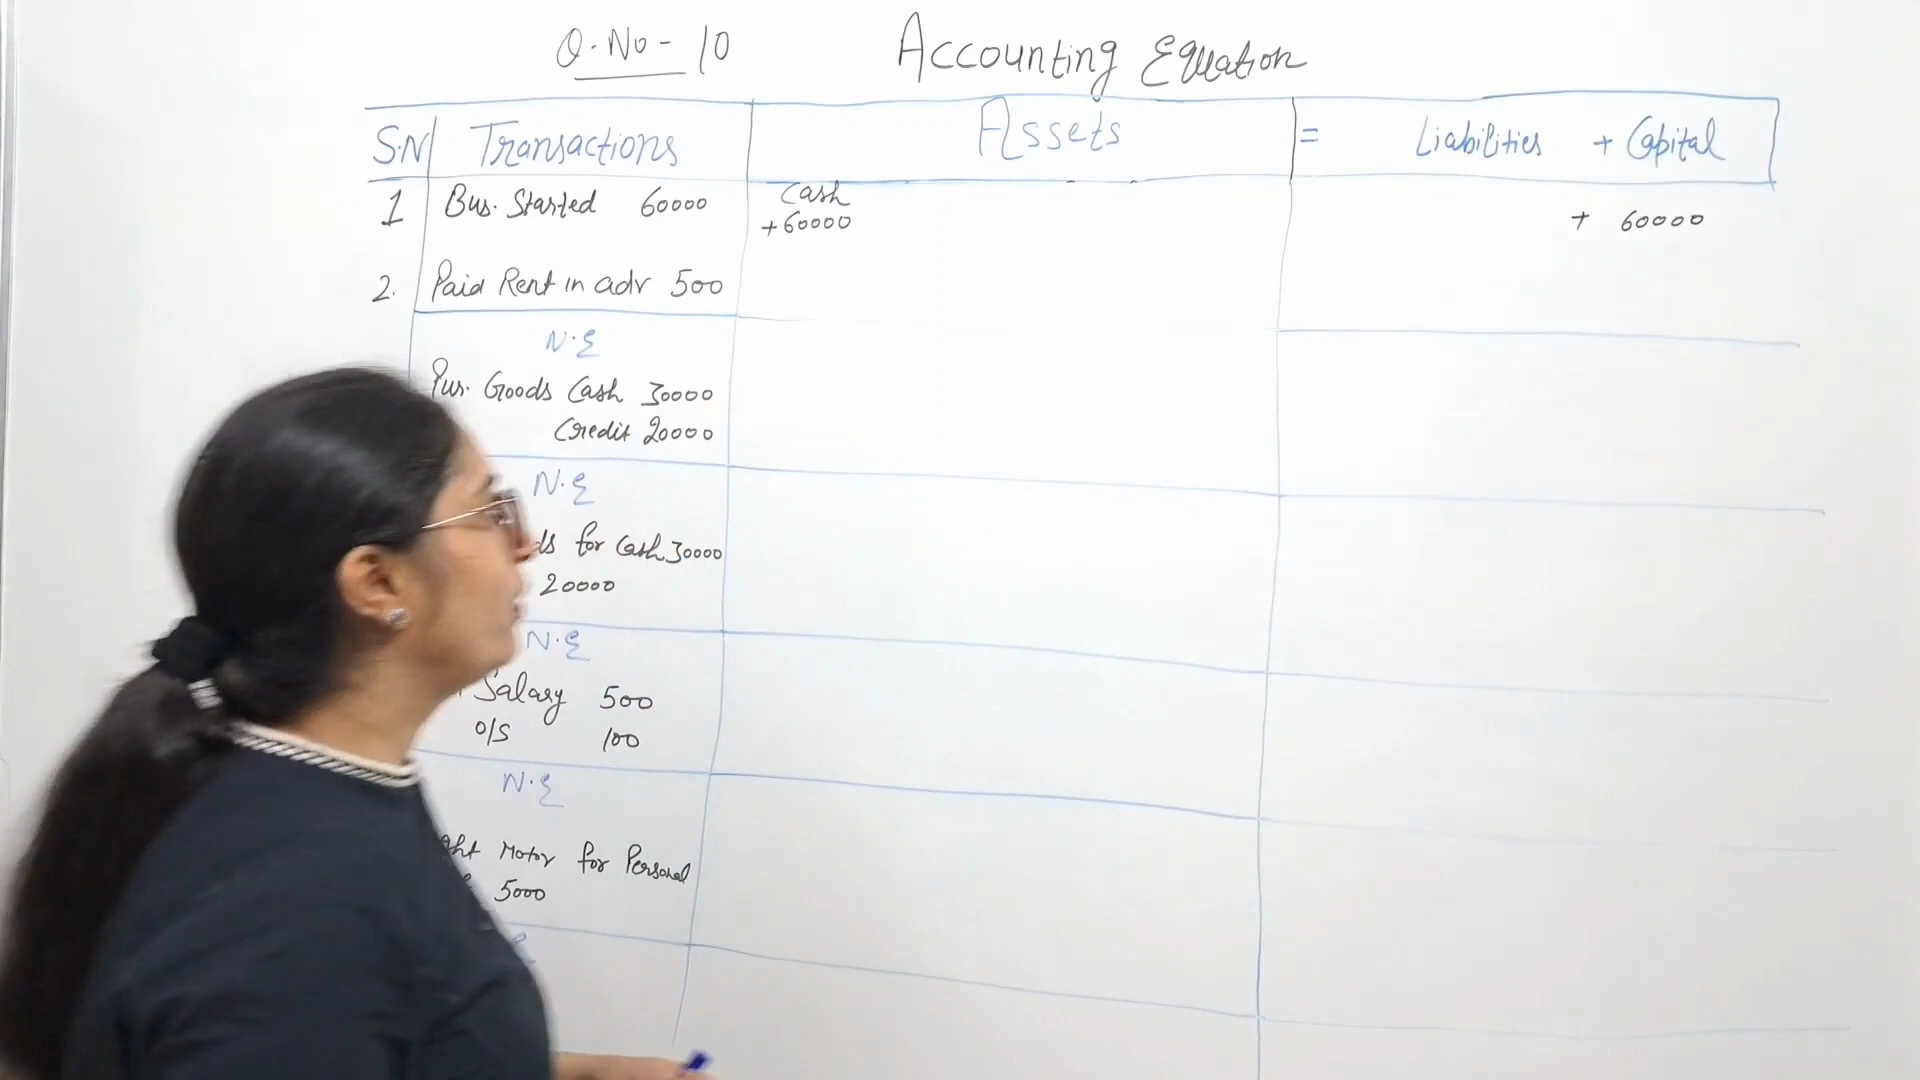 Q.No - 10 Accounting Equation
S.N Transactions Assets = Liabilities + Capital
1 Bus. Started 60000 Cash
+60000 + 60000
2. Paid Rent in adv 500
N.E
Pur. Goods Cash 30000
Credit 20000
N.E
for Cash 30000
20000
N.E
Salary 500
O/S 100
N.E
Motor for Personal
5000